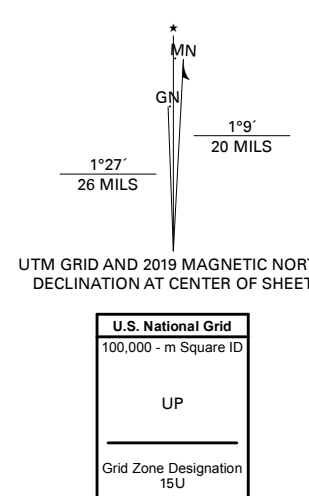 ★
MN
GN
1°9´
20 MILS
1°27´
26 MILS
UTM GRID AND 2019 MAGNETIC NORT
DECLINATION AT CENTER OF SHEET
U.S. National Grid
100,000 - m Square ID
UP
Grid Zone Designation
15U